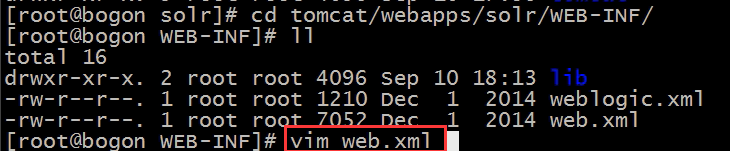 [root@bogon solr]# cd tomcat/webapps/solr/WEB-INF/
[root@bogon WEB-INF]# ll
total 16
drwxr-xr-x. 2 root root 4096 Sep 10 18:13 lib
-rw-r--r--. 1 root root 1210 Dec  1  2014 weblogic.xml
-rw-r--r--. 1 root root 7052 Dec  1  2014 web.xml
[root@bogon WEB-INF]# vim web.xml